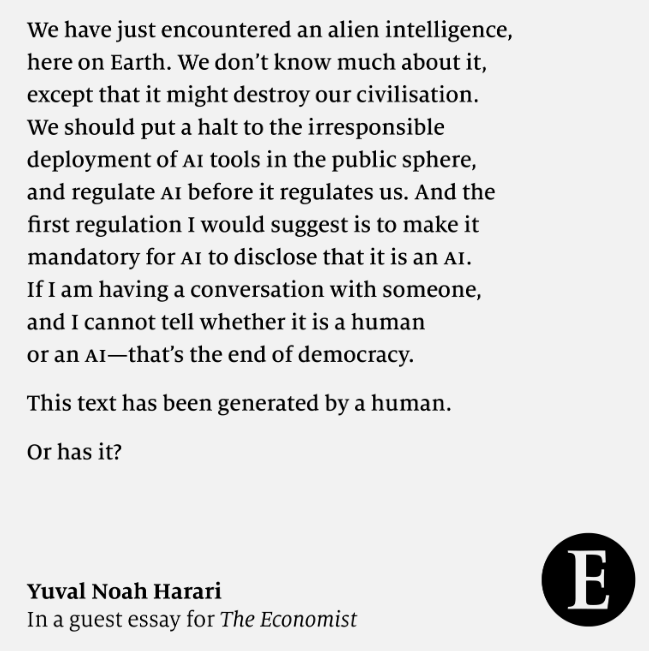 We have just encountered an alien intelligence,
here on Earth. We don’t know much about it,
except that it might destroy our civilisation.
We should put a halt to the irresponsible
deployment of AI tools in the public sphere,
and regulate AI before it regulates us. And the
first regulation I would suggest is to make it
mandatory for AI to disclose that it is an AI.
If I am having a conversation with someone,
and I cannot tell whether it is a human
or an AI—that’s the end of democracy.
This text has been generated by a human.
Or has it?
Yuval Noah Harari
In a guest essay for The Economist
E